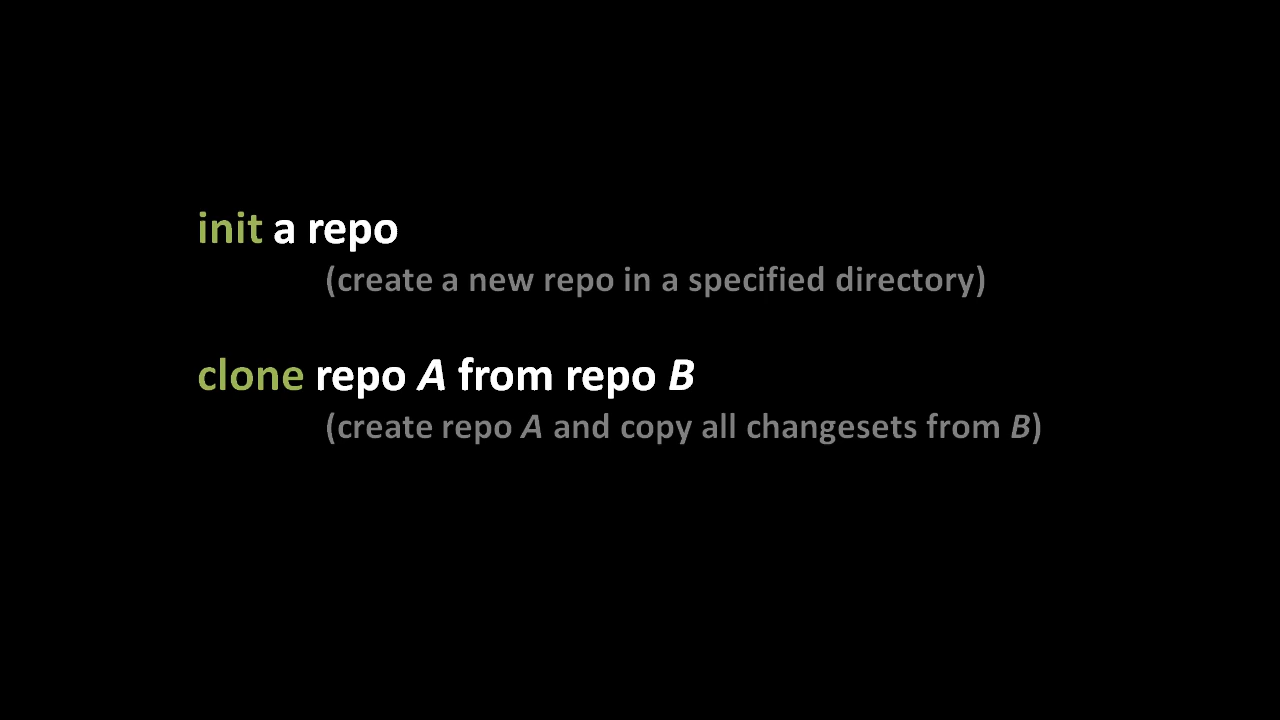 init a repo
(create a new repo in a specified directory)
clone repo A from repo B
(create repo A and copy all changesets from B)